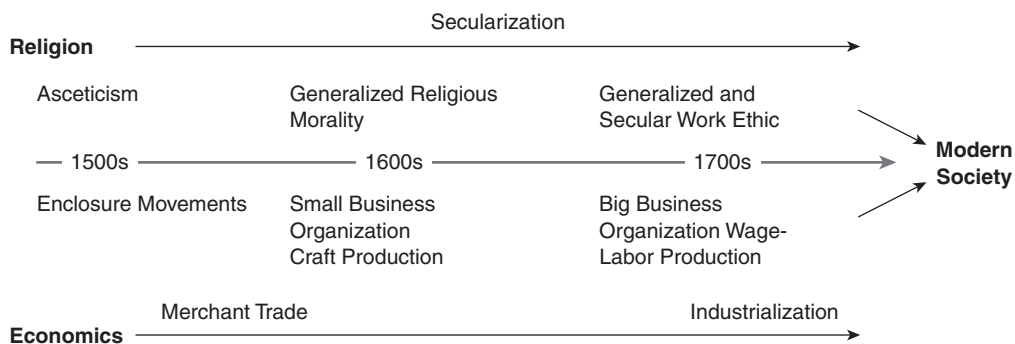 Secularization
Religion
Asceticism
Generalized Religious
Morality
Generalized and
Secular Work Ethic
1500s
1600s
1700s
Modern
Society
Enclosure Movements
Small Business
Organization
Craft Production
Big Business
Organization Wage-
Labor Production
Merchant Trade
Industrialization
Economics